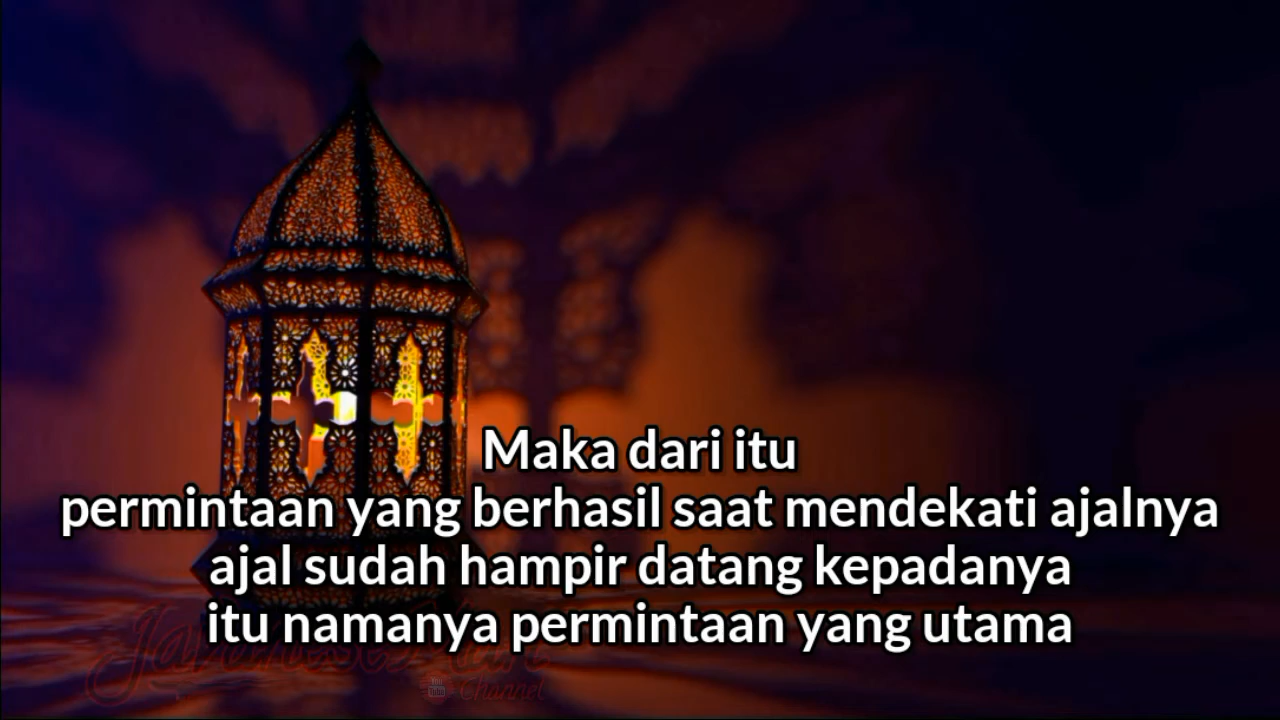 Maka dari itu
permintaan yang berhasil saat mendekati ajalnya
ajal sudah hampir datang kepadanya
itu namanya permintaan yang utama
Channel